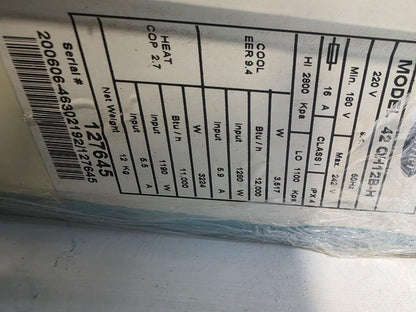 MODEL 42 QH12B-H
220 V 50Hz
Min 180 V Max 242 V
16 A CLASS I IPX4
HI 2800 Kpa LO 1100 Kpa
COOL
EER 9.4
W 3,517
Btu / h 12,000
Input 1280 W
Input 5.9 A
HEAT
COP 2.7
W 3224
Btu / h 11,000
Input 1190 W
Input 5.5 A
Net Weight 12 Kg
127645
Serial #
200606-46302192/127645